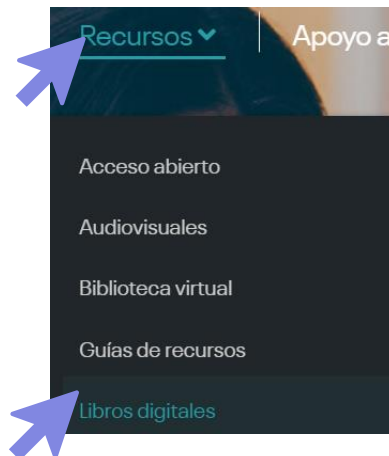 Recursos
Apoyo a
Acceso abierto
Audiovisuales
Biblioteca virtual
Guías de recursos
Libros digitales